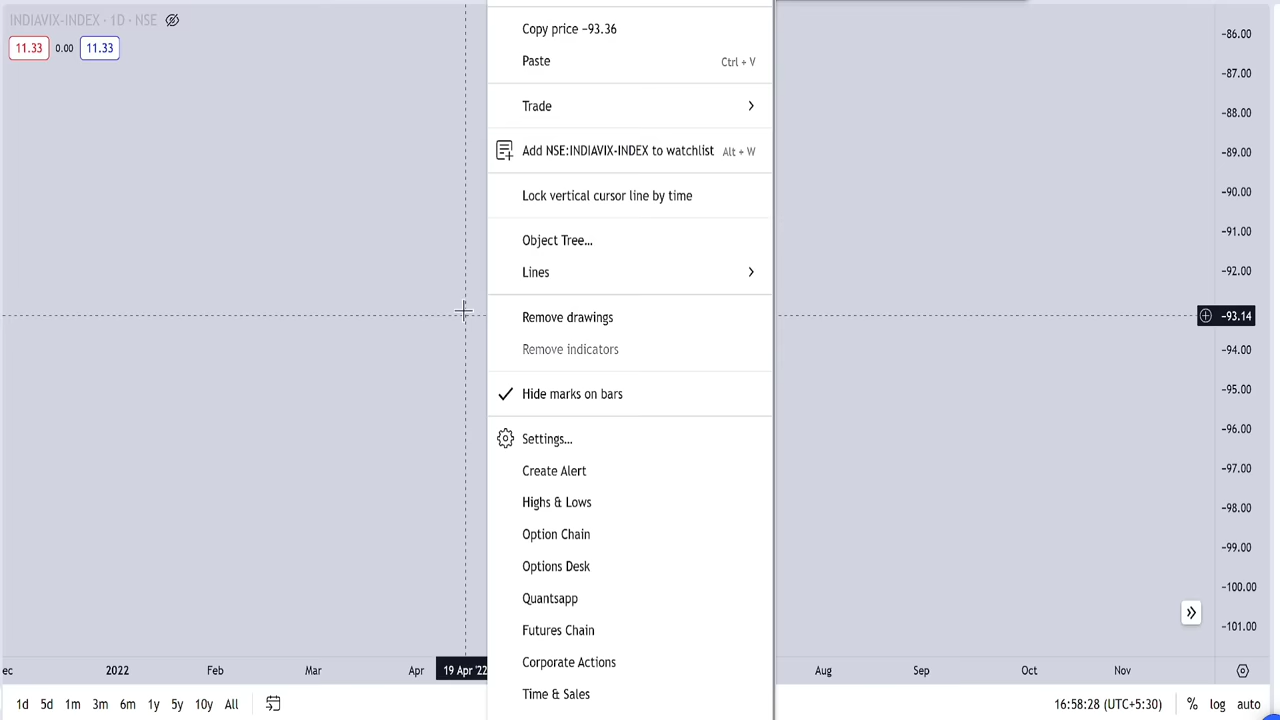 INDIAVIX-INDEX · 1D · NSE
11.33 0.00 11.33
Copy price −93.36
Paste Ctrl + V
Trade
Add NSE:INDIAVIX-INDEX to watchlist Alt + W
Lock vertical cursor line by time
Object Tree...
Lines
Remove drawings
Remove indicators
Hide marks on bars
Settings...
Create Alert
Highs & Lows
Option Chain
Options Desk
Quantsapp
Futures Chain
Corporate Actions
Time & Sales
−86.00
−87.00
−88.00
−89.00
−90.00
−91.00
−92.00
−93.14
−94.00
−95.00
−96.00
−97.00
−98.00
−99.00
−100.00
−101.00
ec 2022 Feb Mar Apr 19 Apr '22 Aug Sep Oct Nov
1d 5d 1m 3m 6m 1y 5y 10y All 16:58:28 (UTC+5:30) % log auto